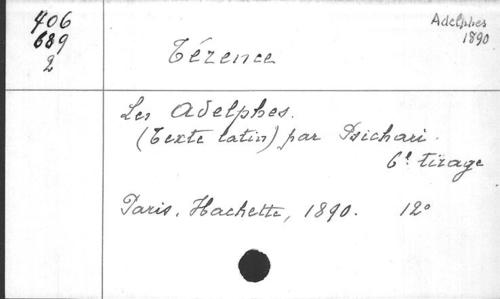 406
689
2
Adelphes
1890
Térence
Les Adelphes.
(Texte latin) par Psichari.
6e tirage
Paris, Hachette, 1890. 12°